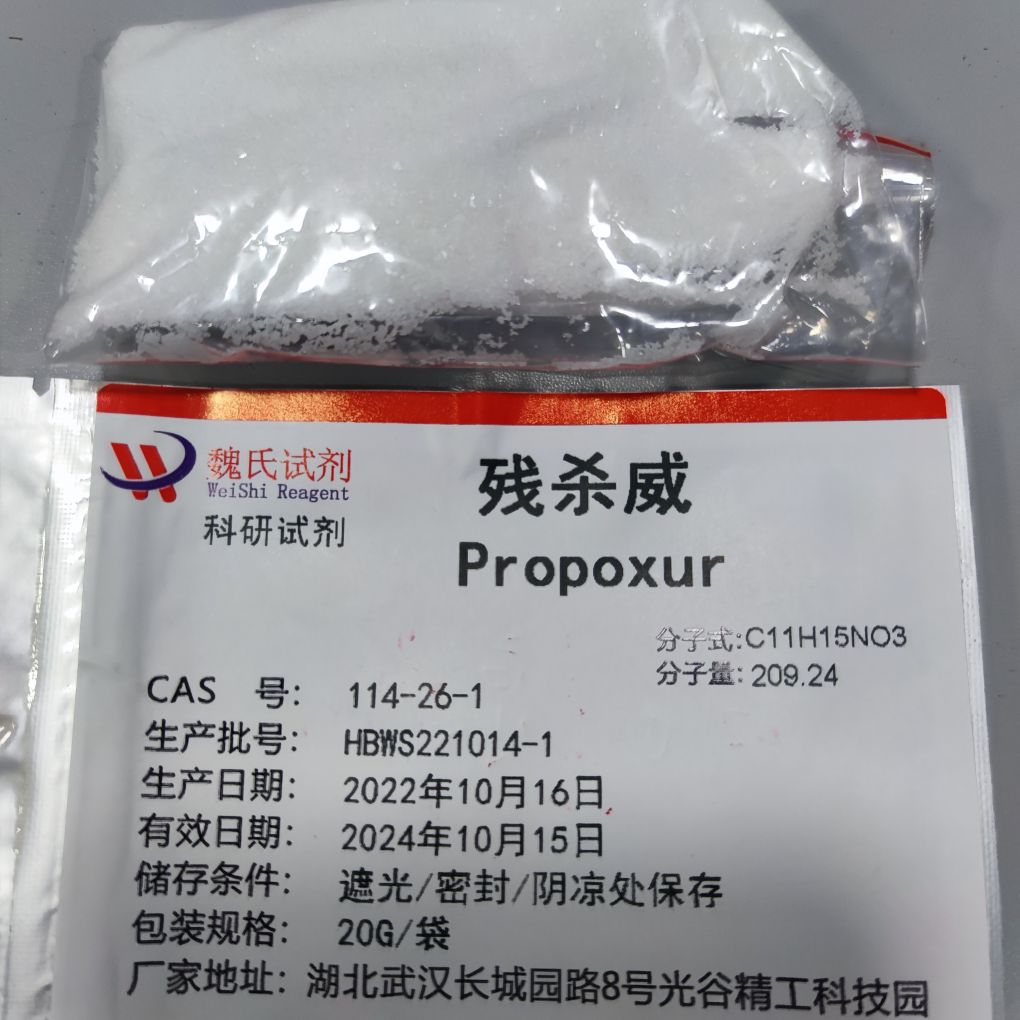 魏氏试剂
WeiShi Reagent
科研试剂
残杀威
Propoxur
分子式:C11H15NO3
分子量:209.24
CAS 号: 114-26-1
生产批号: HBWS221014-1
生产日期: 2022年10月16日
有效日期: 2024年10月15日
储存条件: 遮光/密封/阴凉处保存
包装规格: 20G/袋
厂家地址: 湖北武汉长城园路8号光谷精工科技园